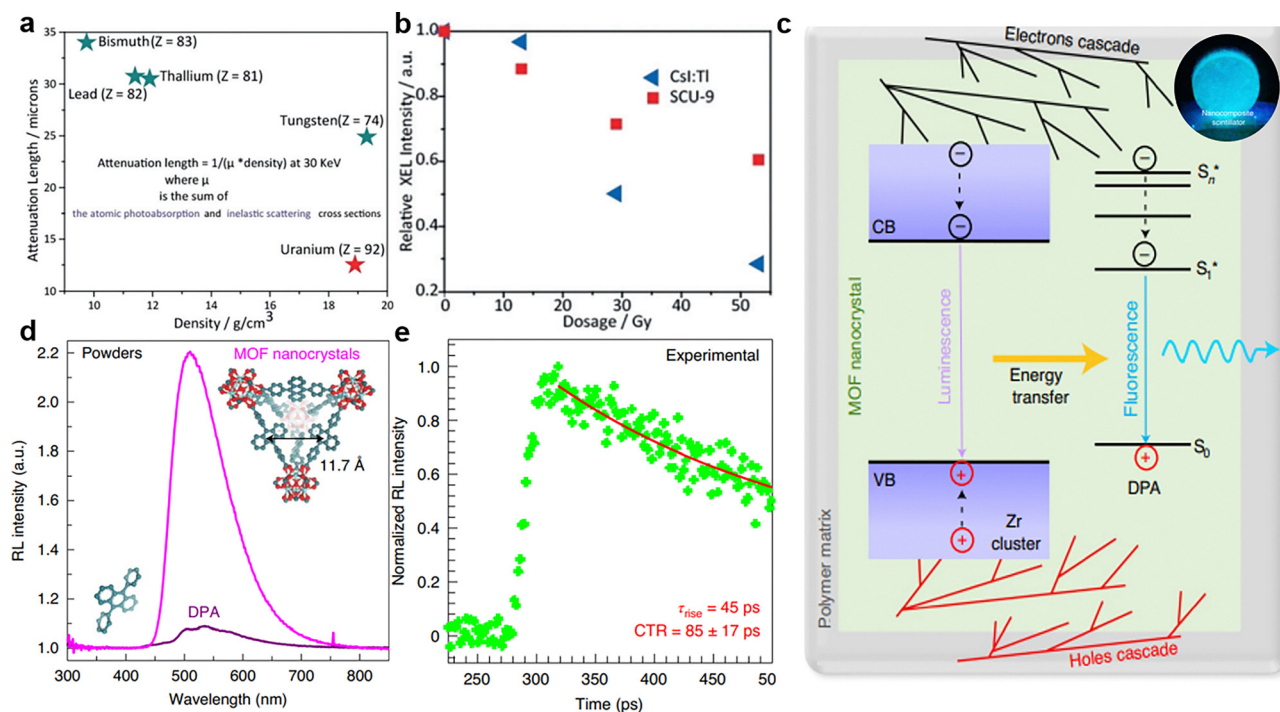 a
Attenuation Length / microns
35
30
25
20
15
10
Bismuth (Z = 83)
Thallium (Z = 81)
Lead (Z = 82)
Tungsten(Z = 74)
Attenuation length = 1/(μ *density) at 30 KeV
where μ
is the sum of
the atomic photoabsorption and inelastic scattering cross sections
Uranium (Z = 92)
10 12 14 16 18 20
Density / g/cm³
b
Relative XEL Intensity / a.u.
1.0
0.8
0.6
0.4
0.2
CsI:Tl
SCU-9
0 10 20 30 40 50
Dosage / Gy
c
Electrons cascade
Nanocomposite
scintillator
Sn*
CB
S1*
MOF nanocrystal
Luminescence
Energy
transfer
Fluorescence
S0
VB
DPA
Zr
cluster
Polymer matrix
Holes cascade
d
RL intensity (a.u.)
2.2
2.0
1.8
1.6
1.4
1.2
1.0
Powders
MOF nanocrystals
11.7 Å
DPA
300 400 500 600 700 800
Wavelength (nm)
e
Normalized RL intensity
1.0
0.8
0.6
0.4
0.2
0
Experimental
τrise = 45 ps
CTR = 85 ± 17 ps
250 300 350 400 450 50
Time (ps)